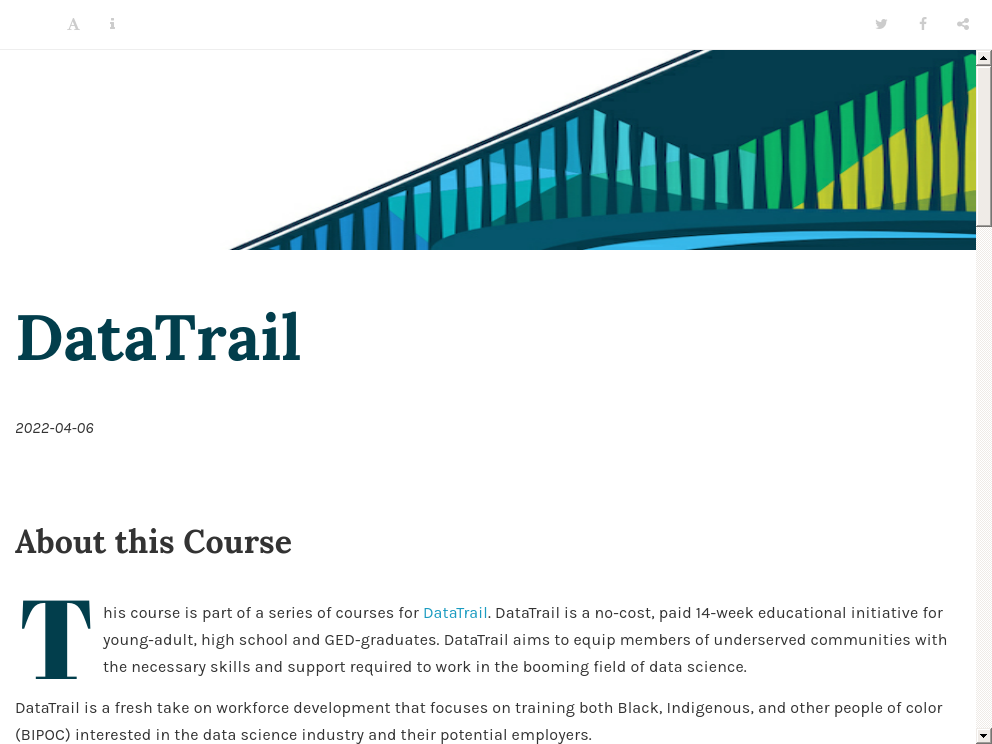 DataTrail
2022-04-06
About this Course
This course is part of a series of courses for DataTrail. DataTrail is a no-cost, paid 14-week educational initiative for
young-adult, high school and GED-graduates. DataTrail aims to equip members of underserved communities with
the necessary skills and support required to work in the booming field of data science.
DataTrail is a fresh take on workforce development that focuses on training both Black, Indigenous, and other people of color
(BIPOC) interested in the data science industry and their potential employers.